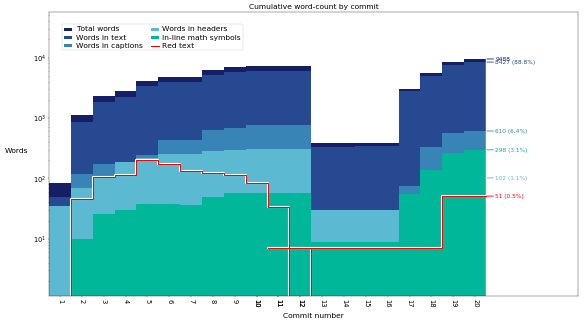 Cumulative word-count by commit
Total words
Words in text
Words in captions
Words in headers
In-line math symbols
Red text
10⁴
10³
10²
10¹
Words
9488
8427 (88.8%)
610 (6.4%)
298 (3.1%)
102 (1.1%)
51 (0.5%)
1 2 3 4 5 6 7 8 9 10 11 12 13 14 15 16 17 18 19 20
Commit number